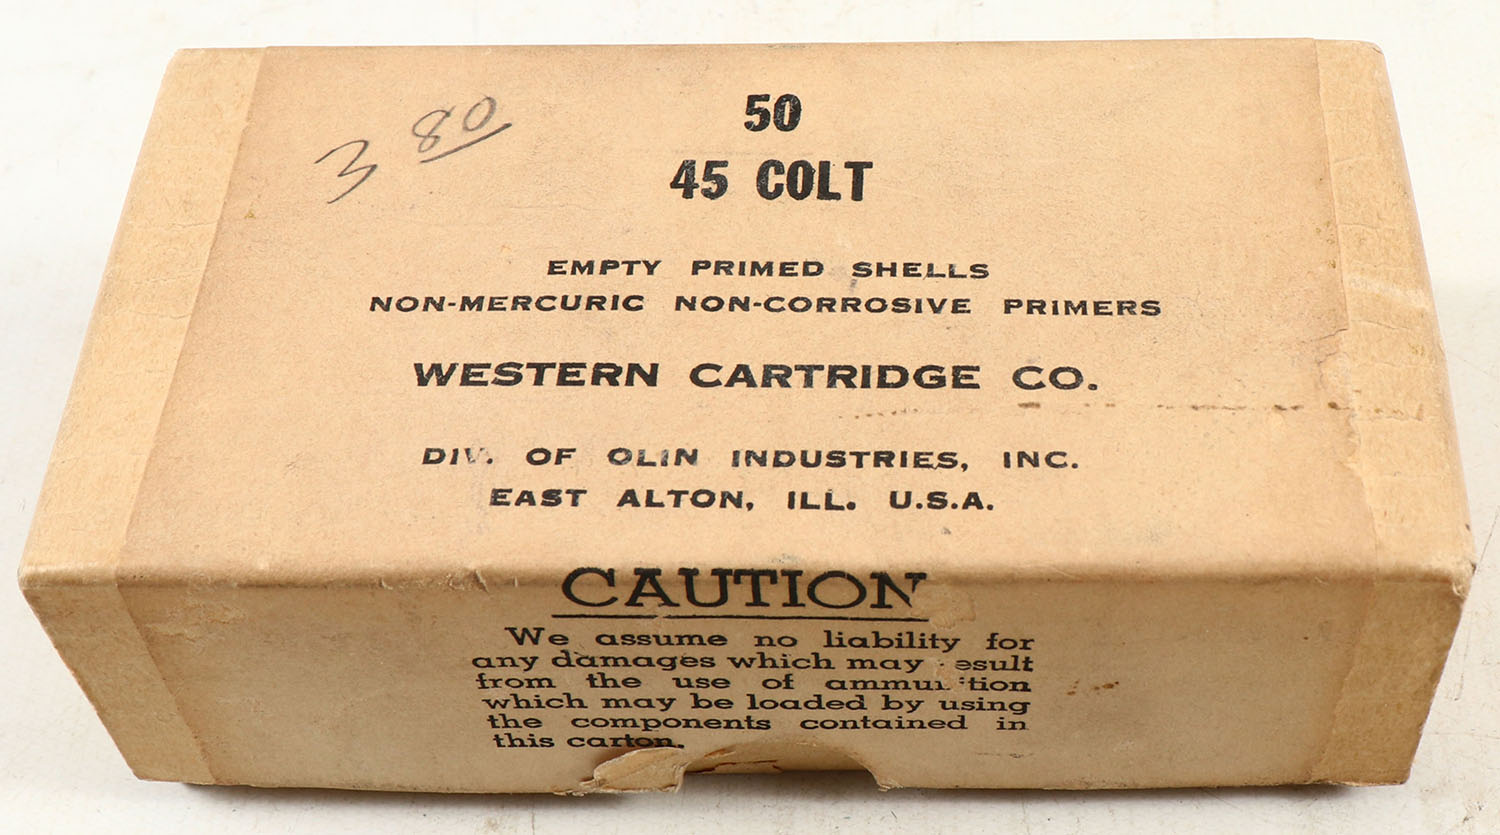 3 80
50
45 COLT
EMPTY PRIMED SHELLS
NON-MERCURIC NON-CORROSIVE PRIMERS
WESTERN CARTRIDGE CO.
DIV. OF OLIN INDUSTRIES, INC.
EAST ALTON, ILL. U.S.A.
CAUTION
We assume no liability for
any damages which may result
from the use of ammunition
which may be loaded by using
the components contained in
this carton.